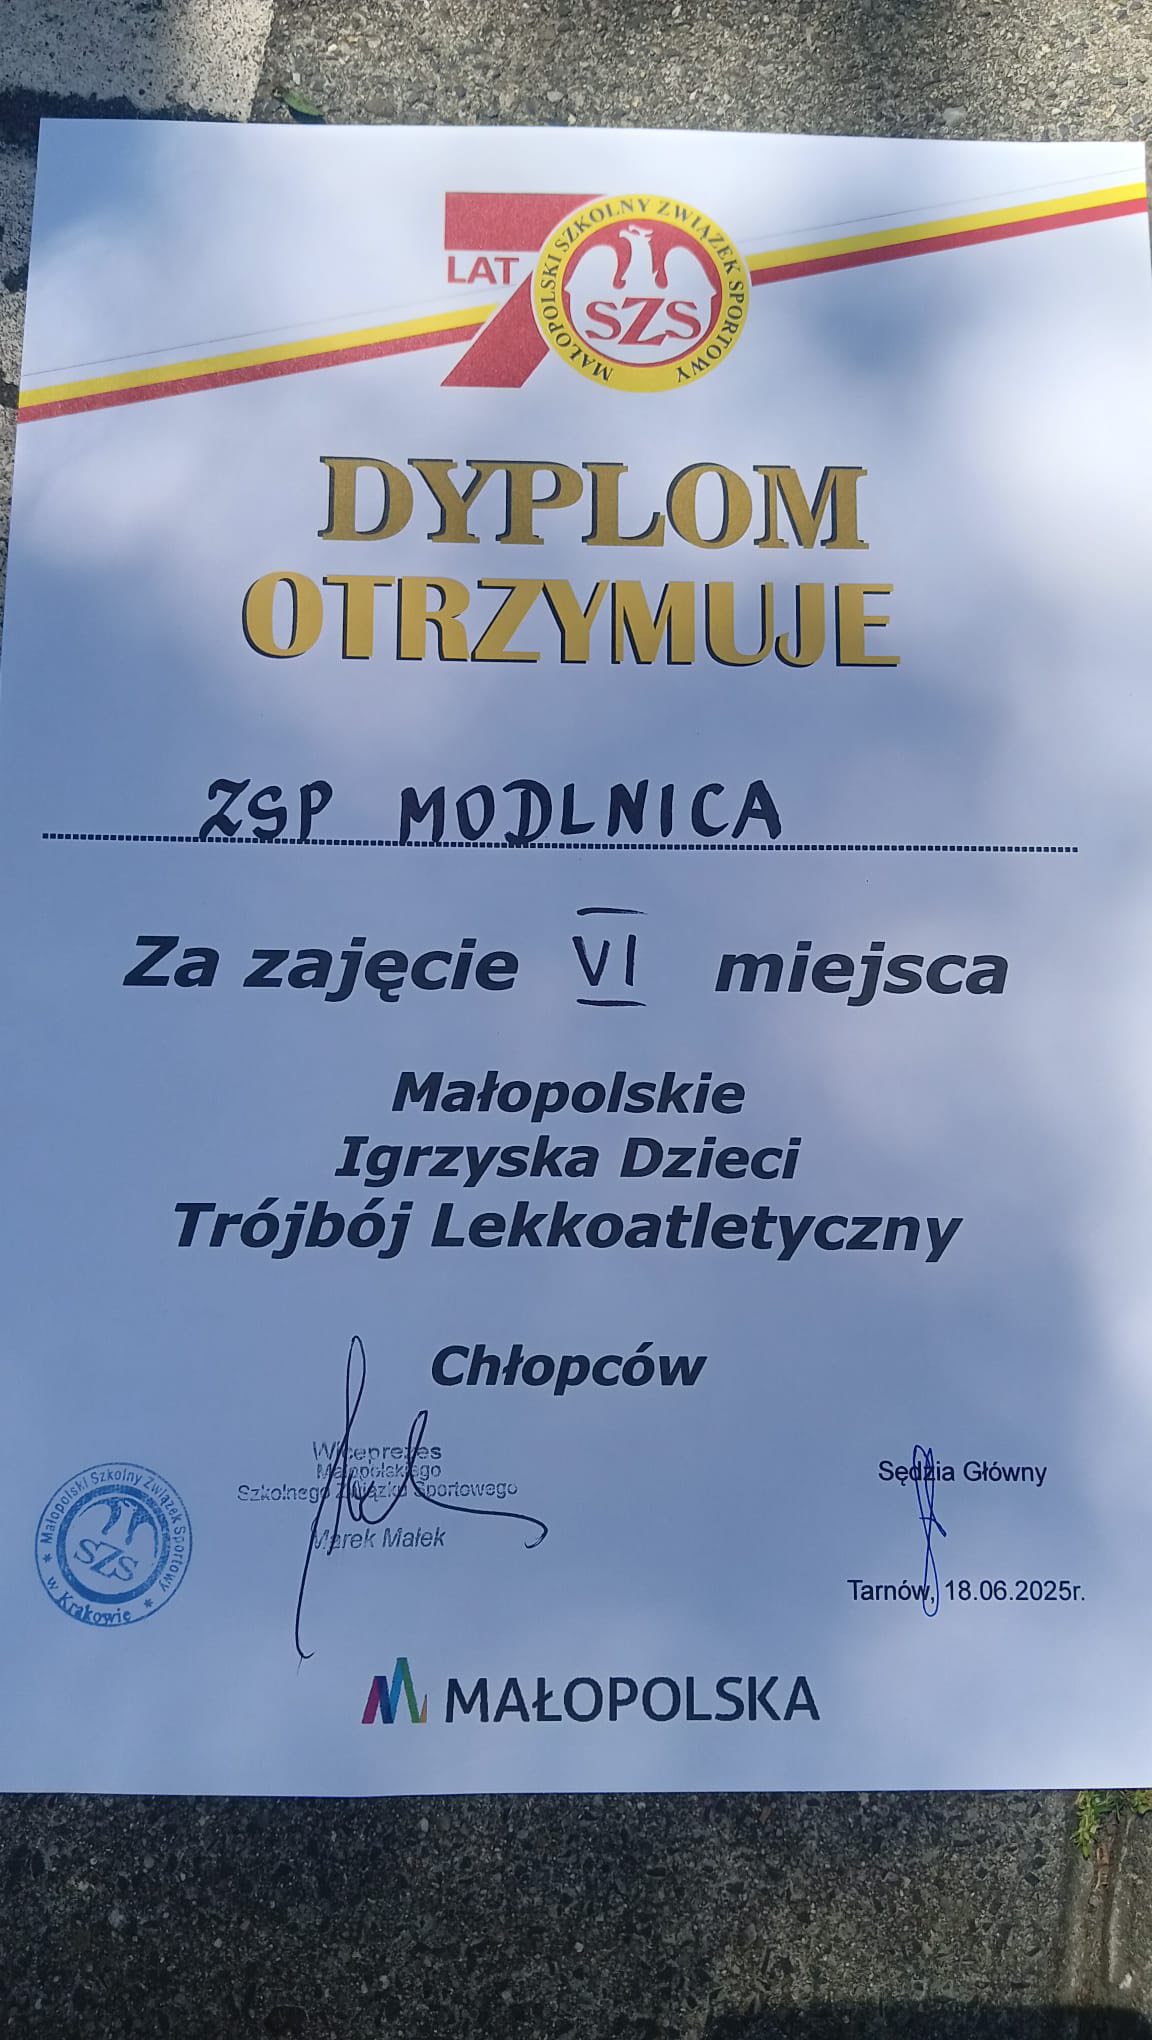 70 LAT
MAŁOPOLSKI SZKOLNY ZWIĄZEK SPORTOWY
SZS
DYPLOM
OTRZYMUJE
ZSP MODLNICA
Za zajęcie VI miejsca
Małopolskie
Igrzyska Dzieci
Trójbój Lekkoatletyczny
Chłopców
Wiceprezes
Małopolskiego
Szkolnego Związku Sportowego
Marek Małek
Małopolski Szkolny Związek Sportowy
w Krakowie
SZS
Sędzia Główny
Tarnów, 18.06.2025r.
MAŁOPOLSKA